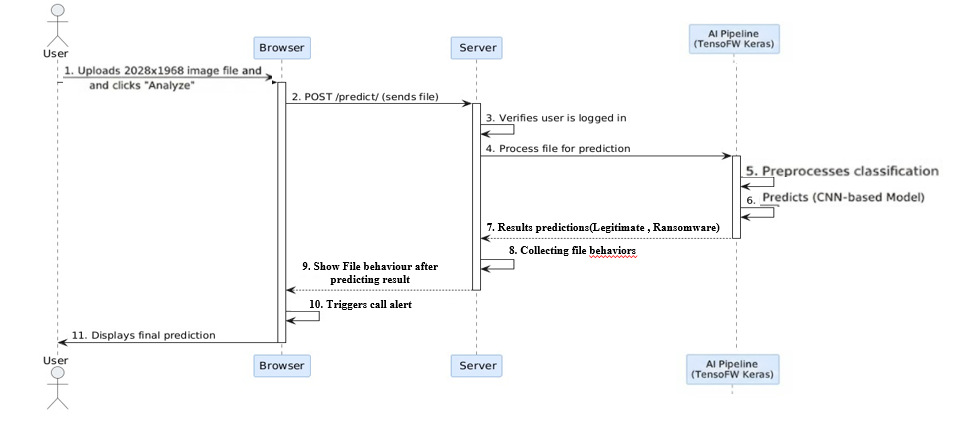 User
Browser
Server
AI Pipeline
(TensoFW Keras)
1. Uploads 2028x1968 image file and
and clicks "Analyze"
2. POST /predict/ (sends file)
3. Verifies user is logged in
4. Process file for prediction
5. Preprocesses classification
6. Predicts (CNN-based Model)
7. Results predictions(Legitimate , Ransomware)
8. Collecting file behaviors
9. Show File behaviour after
predicting result
10. Triggers call alert
11. Displays final prediction
User
Browser
Server
AI Pipeline
(TensoFW Keras)